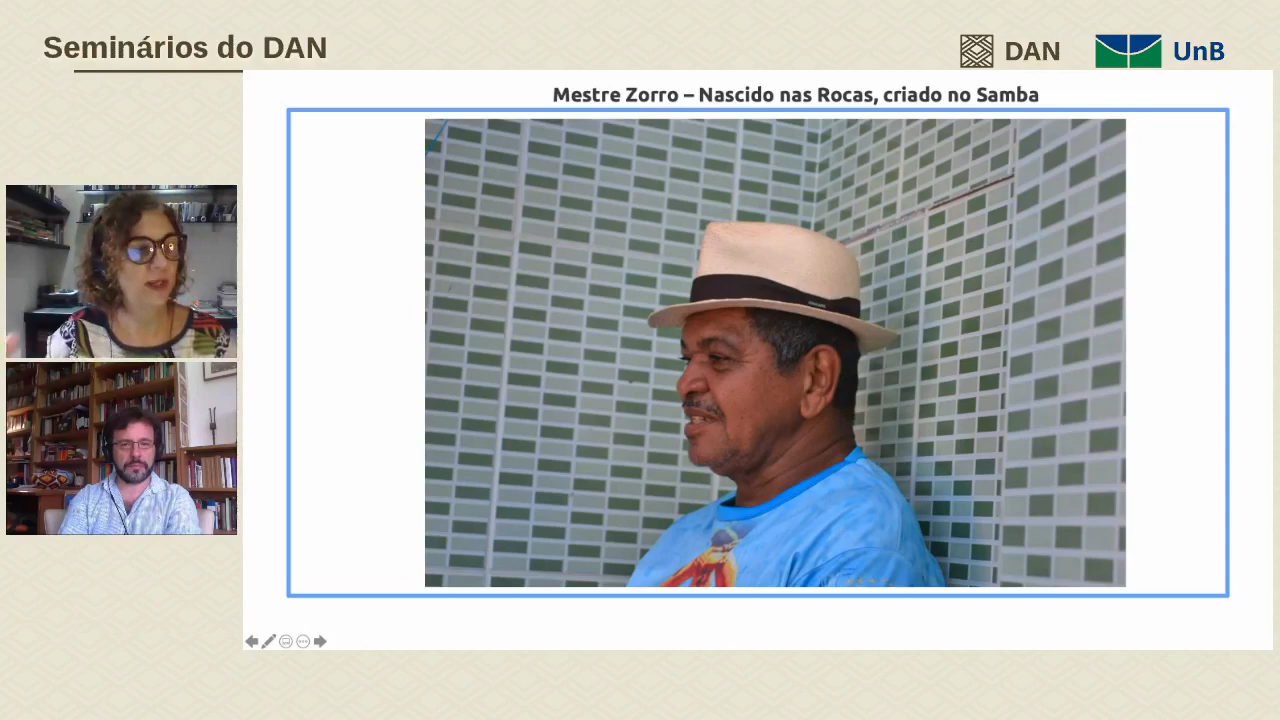 Seminários do DAN
DAN
UnB
Mestre Zorro – Nascido nas Rocas, criado no Samba